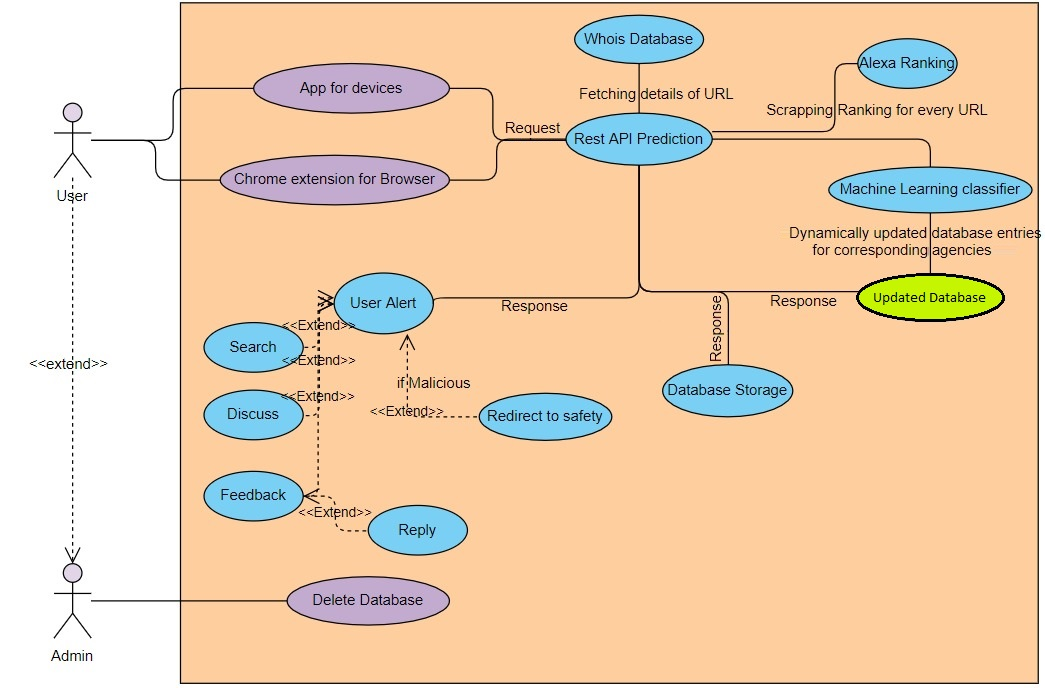 Whois Database
Alexa Ranking
App for devices
Fetching details of URL
Scrapping Ranking for every URL
Request
Rest API Prediction
Chrome extension for Browser
Machine Learning classifier
User
Dynamically updated database entries
for corresponding agencies
User Alert
Response
Response
Response
Updated Database
<<Extend>>
Search
<<Extend>>
<<extend>>
if Malicious
Database Storage
<<Extend>>
<<Extend>>
Discuss
Redirect to safety
Feedback
<<Extend>>
Reply
Delete Database
Admin